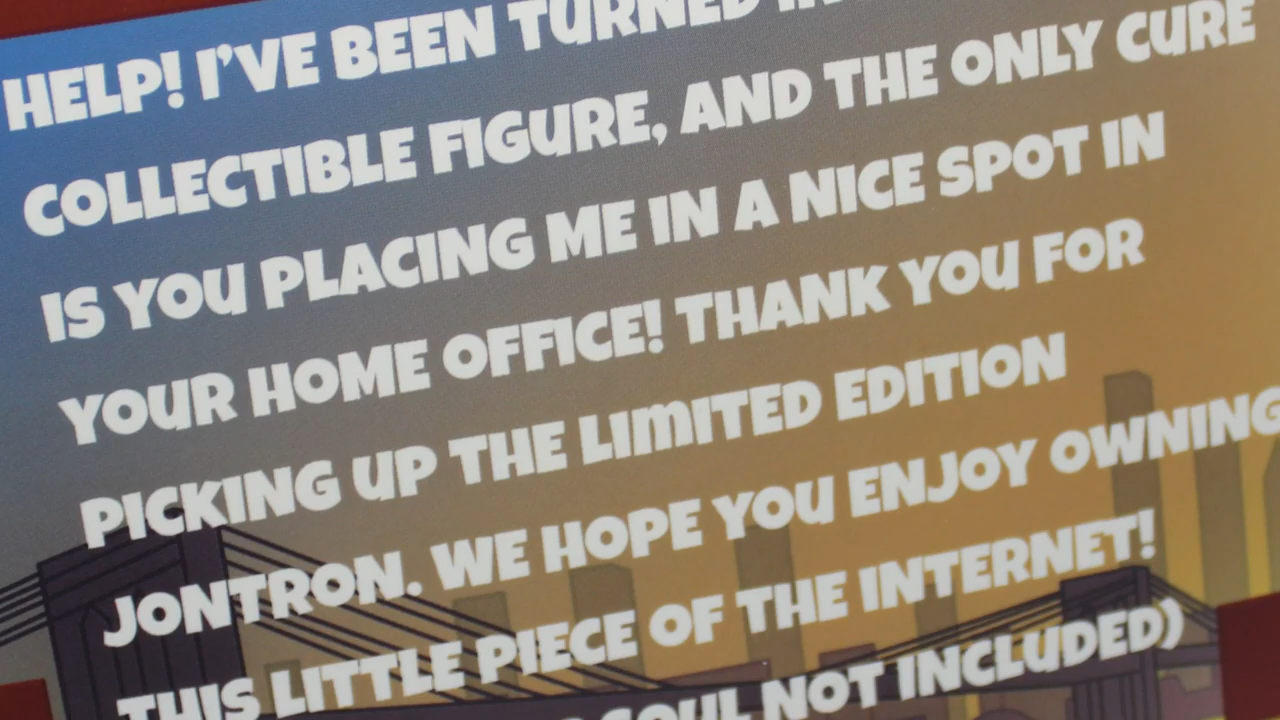 HELP! I'VE BEEN TURNED
COLLECTIBLE FIGURE, AND THE ONLY CURE
IS YOU PLACING ME IN A NICE SPOT IN
YOUR HOME OFFICE! THANK YOU FOR
PICKING UP THE LIMITED EDITION
JONTRON. WE HOPE YOU ENJOY OWNING
THIS LITTLE PIECE OF THE INTERNET!
SOUL NOT INCLUDED)